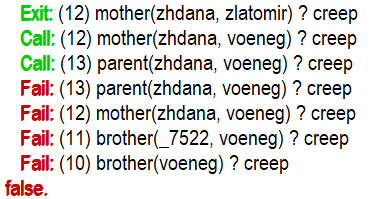 Exit: (12) mother(zhdana, zlatomir) ? creep
Call: (12) mother(zhdana, voeneg) ? creep
Call: (13) parent(zhdana, voeneg) ? creep
Fail: (13) parent(zhdana, voeneg) ? creep
Fail: (12) mother(zhdana, voeneg) ? creep
Fail: (11) brother(_7522, voeneg) ? creep
Fail: (10) brother(voeneg) ? creep
false.